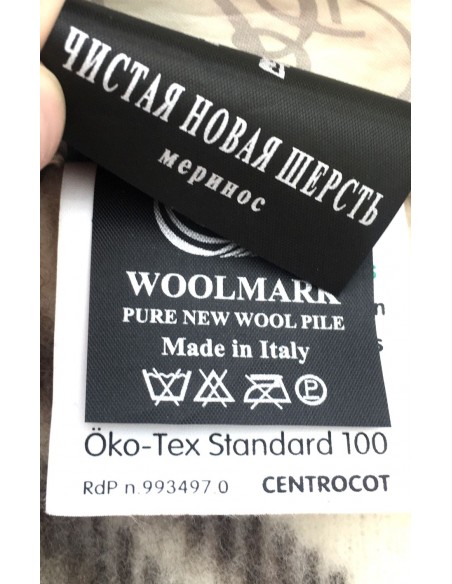 ЧИСТАЯ НОВАЯ ШЕРСТЬ
меринос
WOOLMARK
PURE NEW WOOL PILE
Made in Italy
P
Öko-Tex Standard 100
RdP n.993497.0 CENTROCOT